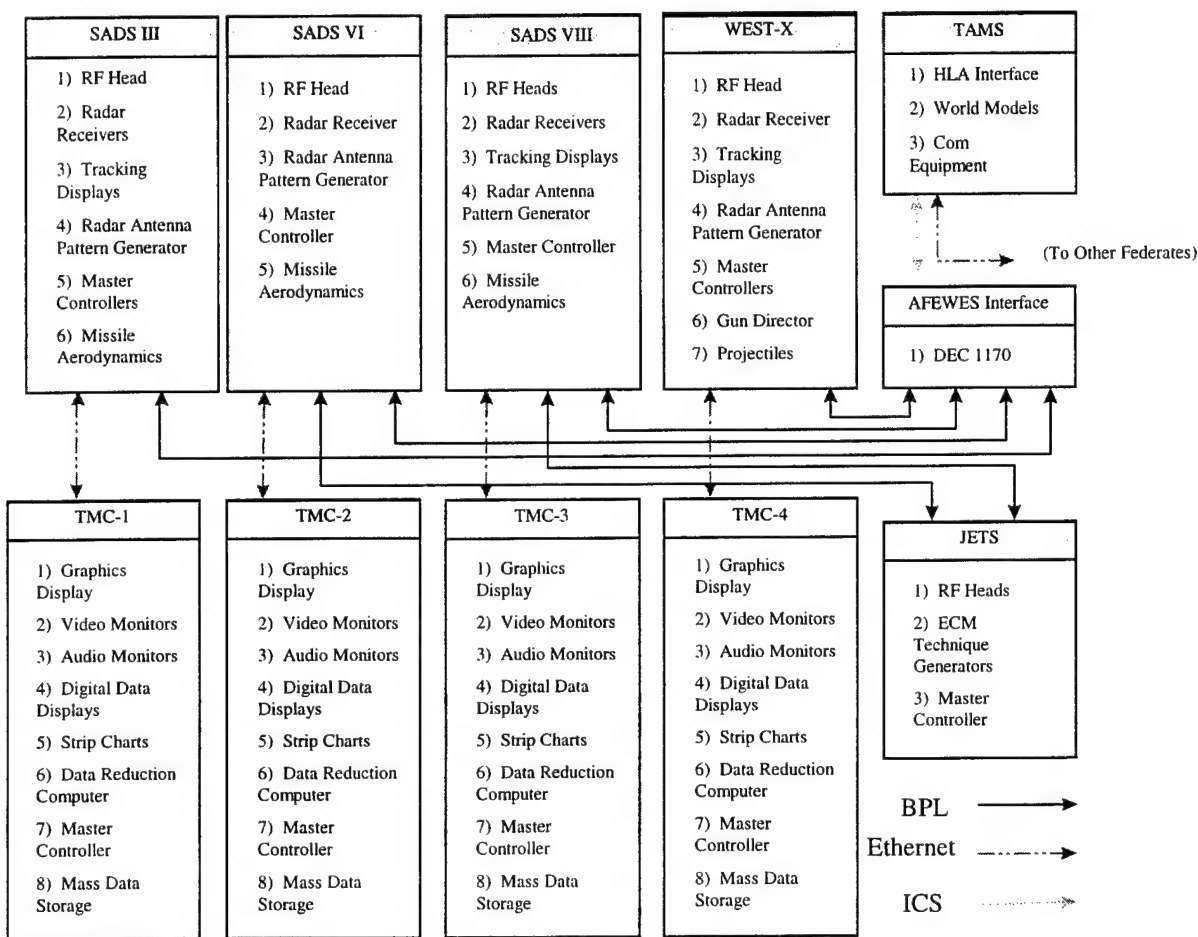 SADS III
1) RF Head
2) Radar
Receivers
3) Tracking
Displays
4) Radar Antenna
Pattern Generator
5) Master
Controllers
6) Missile
Aerodynamics
SADS VI
1) RF Head
2) Radar Receiver
3) Radar Antenna
Pattern Generator
4) Master
Controller
5) Missile
Aerodynamics
SADS VIII
1) RF Heads
2) Radar Receivers
3) Tracking Displays
4) Radar Antenna
Pattern Generator
5) Master Controller
6) Missile
Aerodynamics
WEST-X
1) RF Head
2) Radar Receiver
3) Tracking
Displays
4) Radar Antenna
Pattern Generator
5) Master
Controllers
6) Gun Director
7) Projectiles
TAMS
1) HLA Interface
2) World Models
3) Com
Equipment
(To Other Federates)
AFEWES Interface
1) DEC 1170
TMC-1
1) Graphics
Display
2) Video Monitors
3) Audio Monitors
4) Digital Data
Displays
5) Strip Charts
6) Data Reduction
Computer
7) Master
Controller
8) Mass Data
Storage
TMC-2
1) Graphics
Display
2) Video Monitors
3) Audio Monitors
4) Digital Data
Displays
5) Strip Charts
6) Data Reduction
Computer
7) Master
Controller
8) Mass Data
Storage
TMC-3
1) Graphics
Display
2) Video Monitors
3) Audio Monitors
4) Digital Data
Displays
5) Strip Charts
6) Data Reduction
Computer
7) Master
Controller
8) Mass Data
Storage
TMC-4
1) Graphics
Display
2) Video Monitors
3) Audio Monitors
4) Digital Data
Displays
5) Strip Charts
6) Data Reduction
Computer
7) Master
Controller
8) Mass Data
Storage
JETS
1) RF Heads
2) ECM
Technique
Generators
3) Master
Controller
BPL
Ethernet
ICS